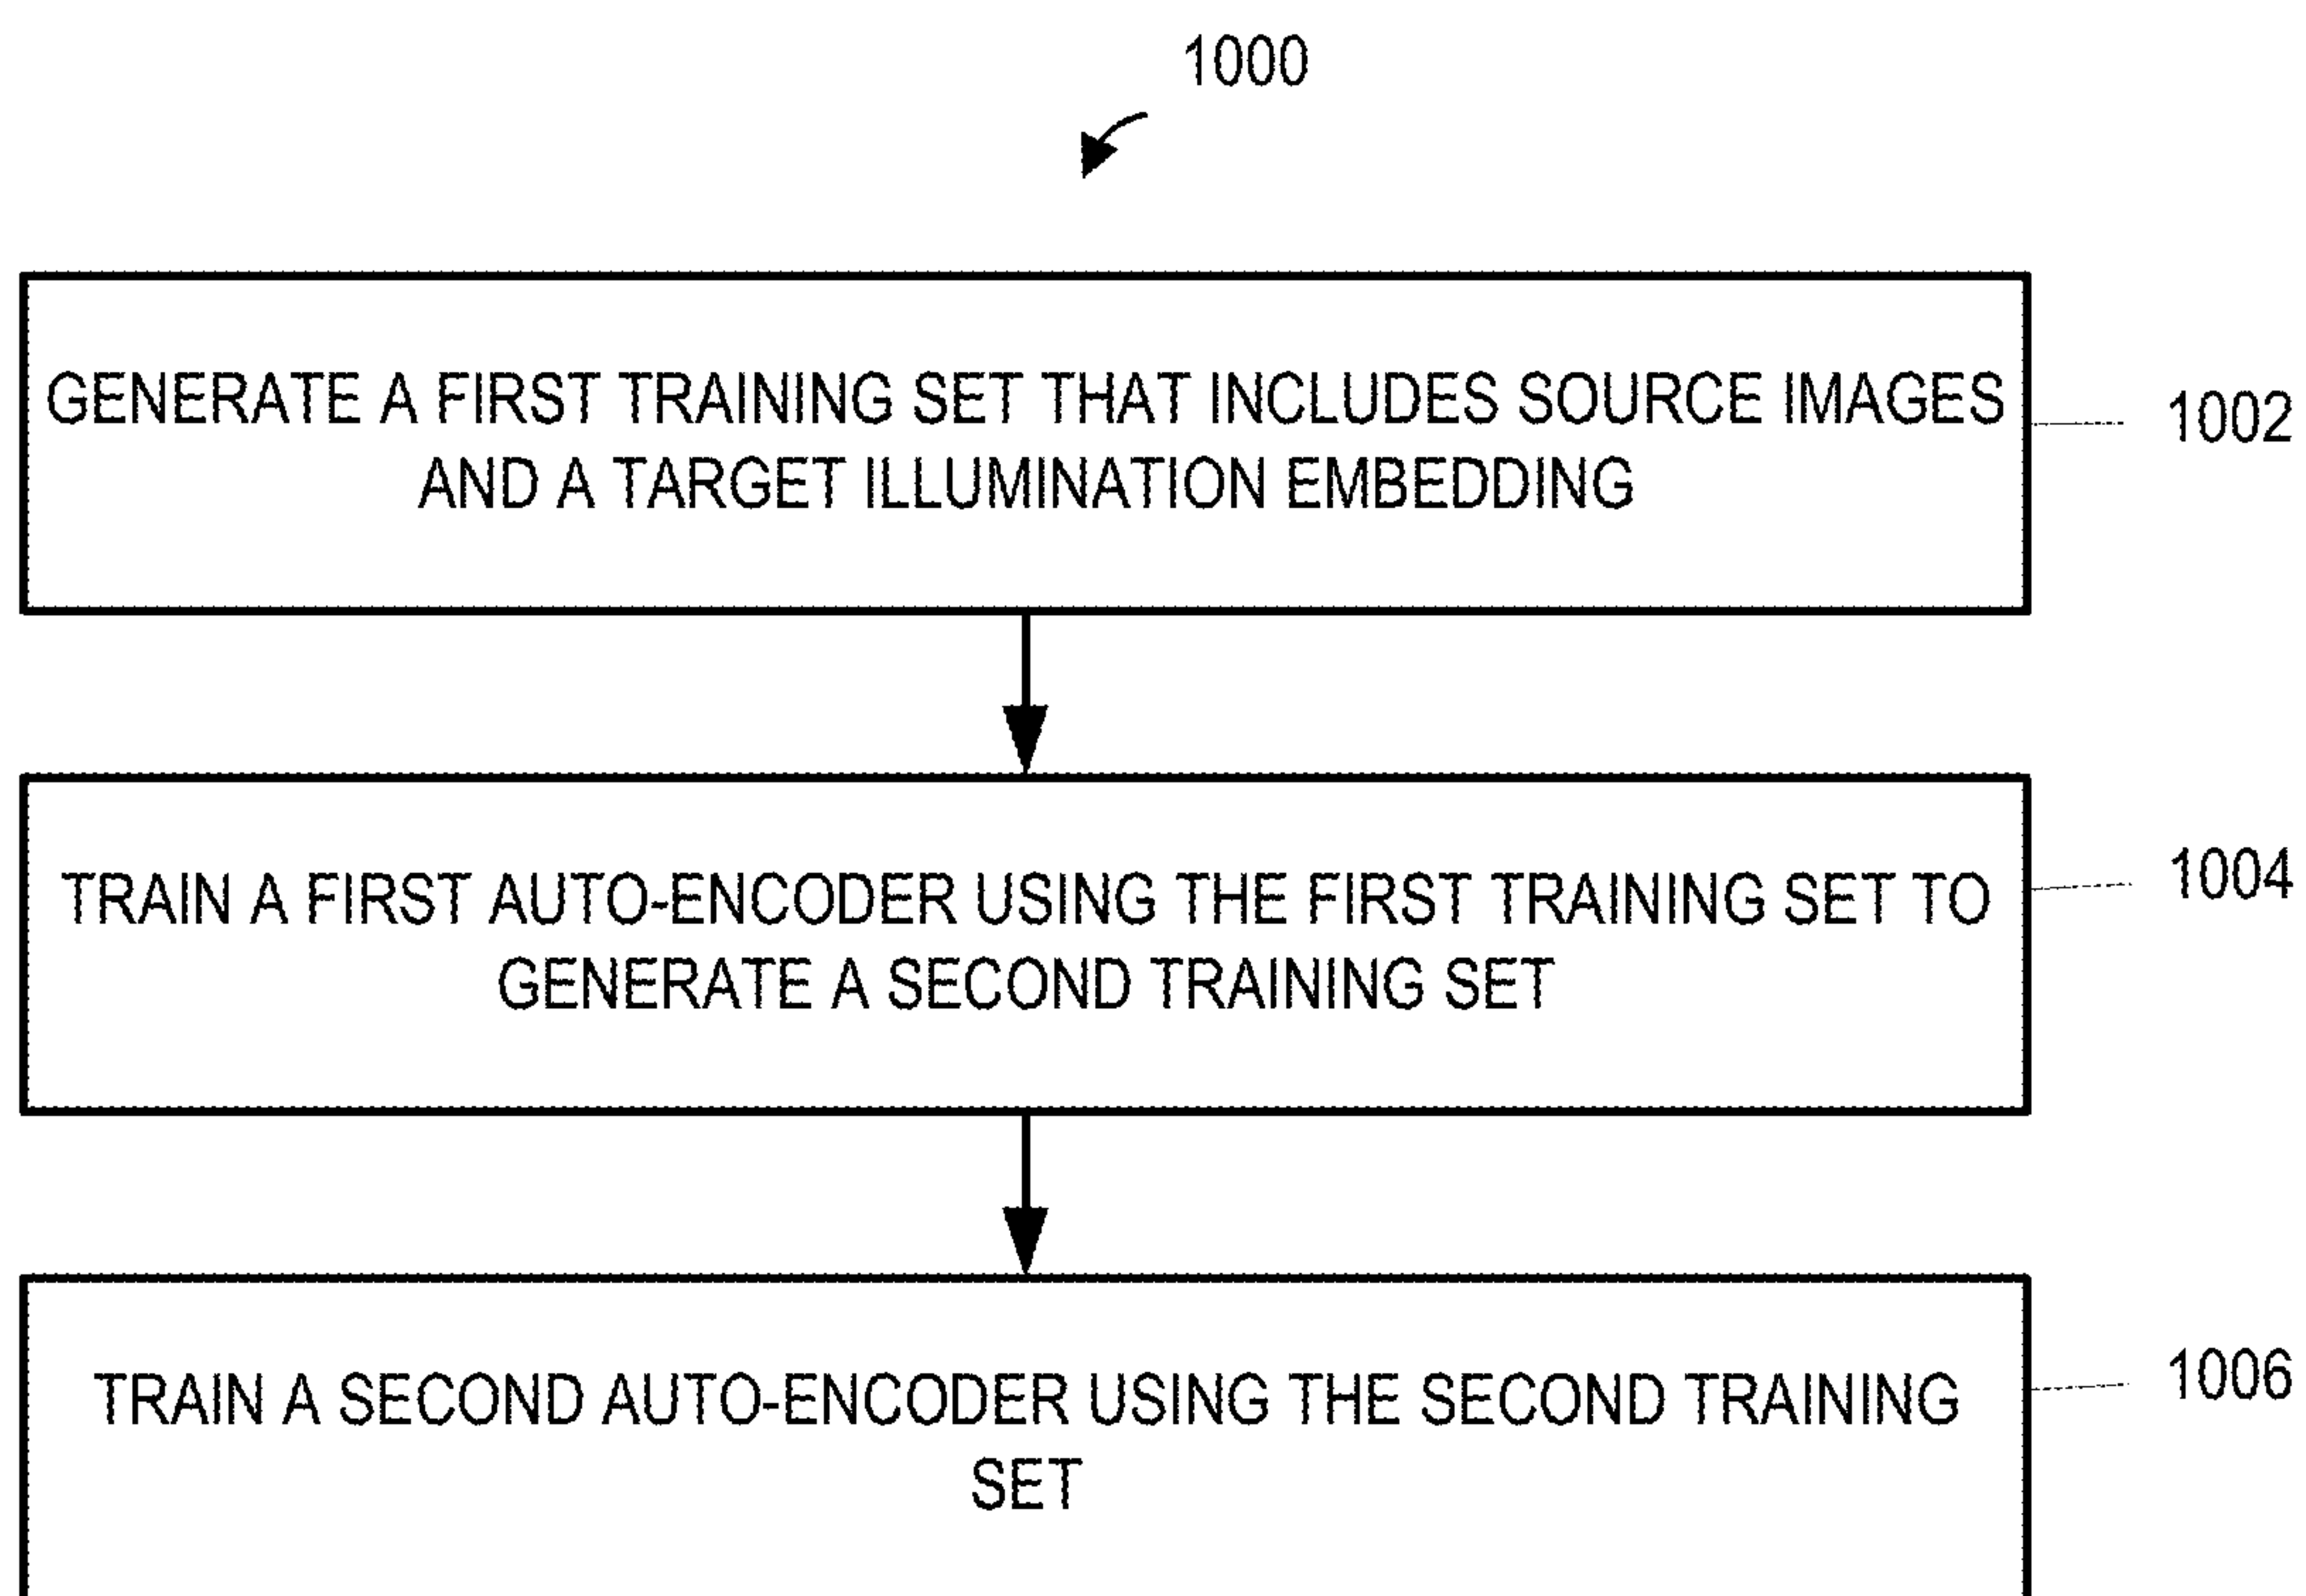 1000
GENERATE A FIRST TRAINING SET THAT INCLUDES SOURCE IMAGES
AND A TARGET ILLUMINATION EMBEDDING
1002
TRAIN A FIRST AUTO-ENCODER USING THE FIRST TRAINING SET TO
GENERATE A SECOND TRAINING SET
1004
TRAIN A SECOND AUTO-ENCODER USING THE SECOND TRAINING
SET
1006